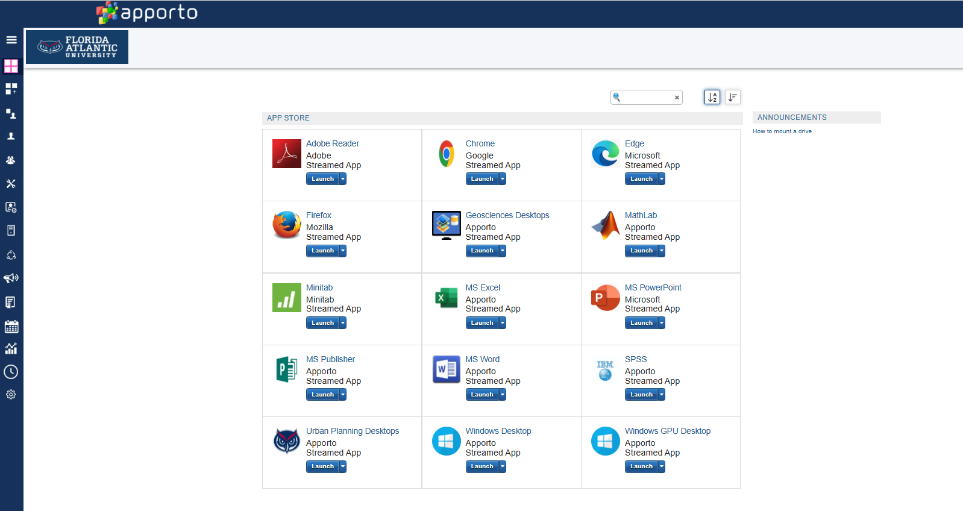 apporto
FLORIDA
ATLANTIC
UNIVERSITY
APP STORE
ANNOUNCEMENTS
How to mount a drive
Adobe Reader
Adobe
Streamed App
Launch
Chrome
Google
Streamed App
Launch
Edge
Microsoft
Streamed App
Launch
Firefox
Mozilla
Streamed App
Launch
Geosciences Desktops
Apporto
Streamed App
Launch
MathLab
Apporto
Streamed App
Launch
Minitab
Minitab
Streamed App
Launch
MS Excel
Apporto
Streamed App
Launch
MS PowerPoint
Microsoft
Streamed App
Launch
MS Publisher
Apporto
Streamed App
Launch
MS Word
Apporto
Streamed App
Launch
IBM
SPSS
Apporto
Streamed App
Launch
Urban Planning Desktops
Apporto
Streamed App
Launch
Windows Desktop
Apporto
Streamed App
Launch
Windows GPU Desktop
Apporto
Streamed App
Launch